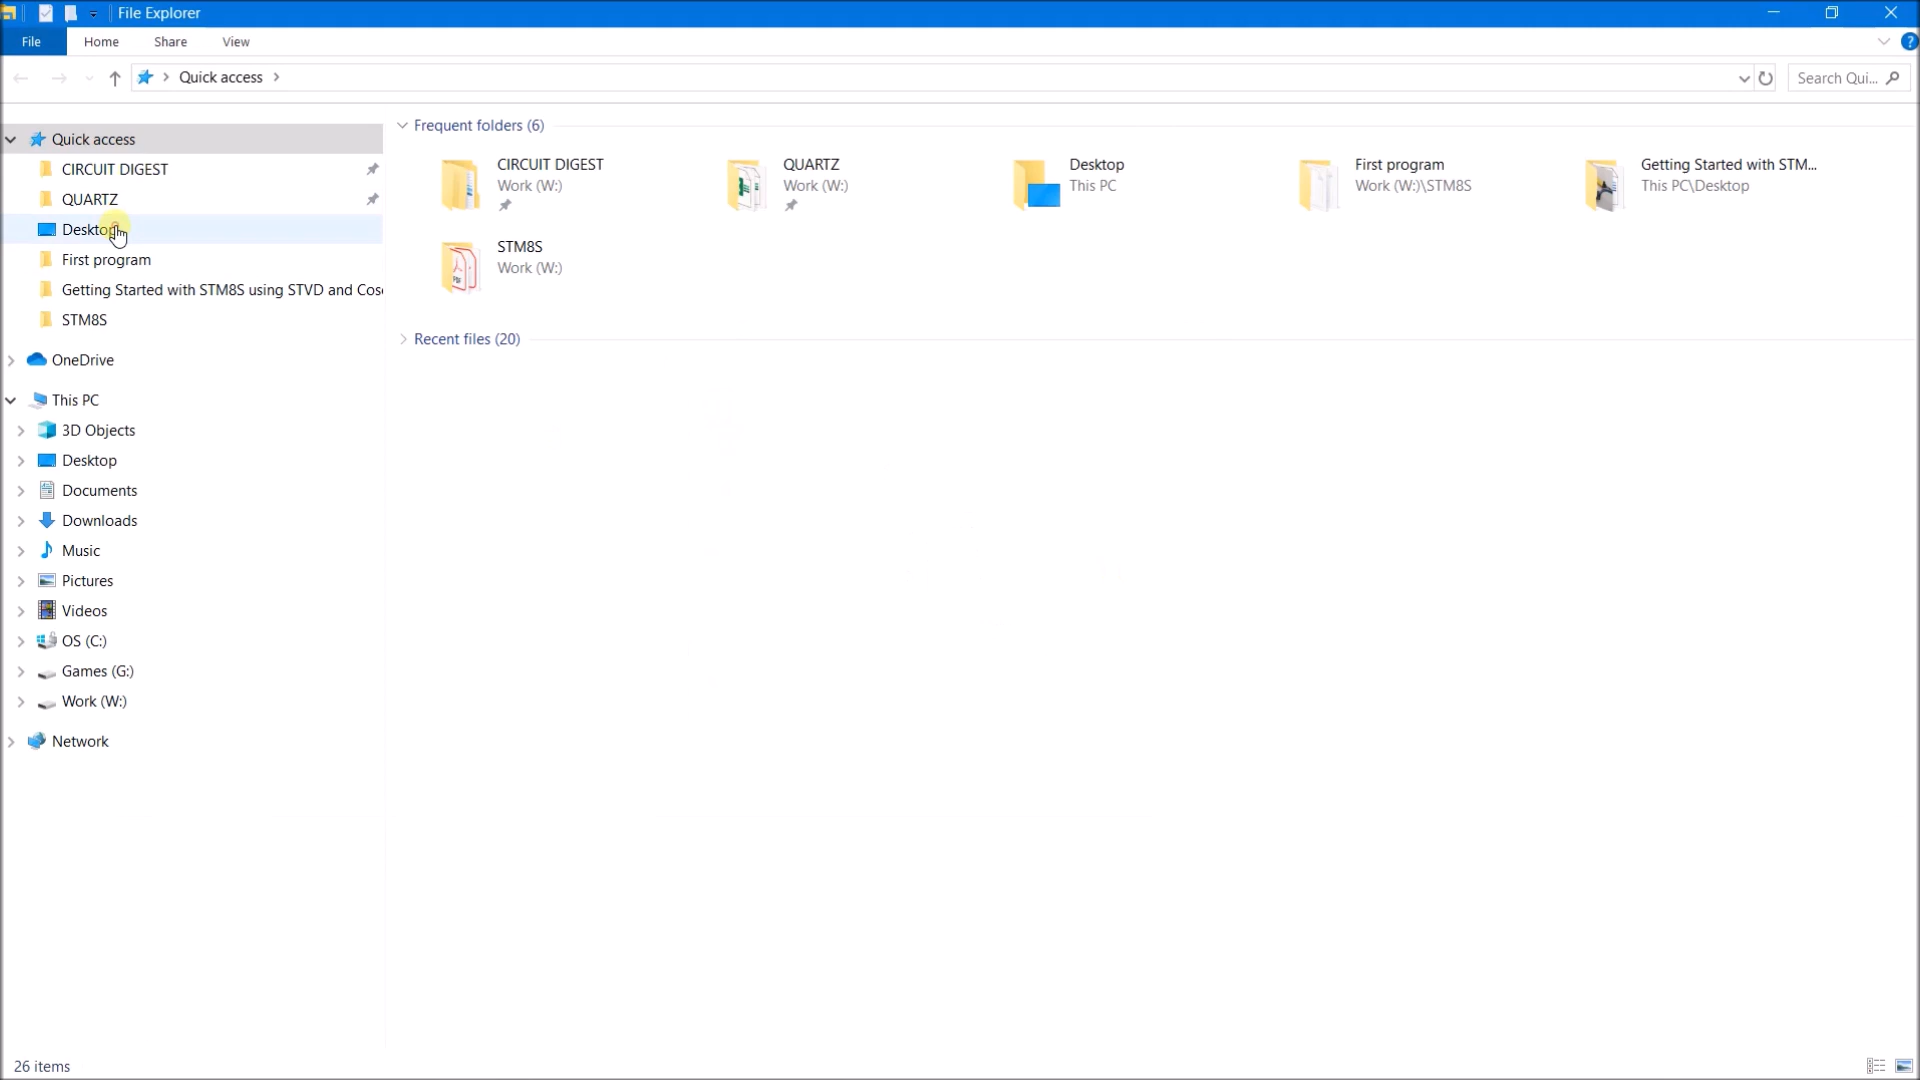 File Explorer
File
Home
Share
View
?
Quick access
Search Qui...
Quick access
CIRCUIT DIGEST
QUARTZ
Desktop
First program
Getting Started with STM8S using STVD and Cos
STM8S
OneDrive
This PC
3D Objects
Desktop
Documents
Downloads
Music
Pictures
Videos
OS (C:)
Games (G:)
Work (W:)
Network
Frequent folders (6)
CIRCUIT DIGEST
Work (W:)
QUARTZ
Work (W:)
Desktop
This PC
First program
Work (W:)\STM8S
Getting Started with STM...
This PC\Desktop
STM8S
Work (W:)
PDF
Recent files (20)
26 items